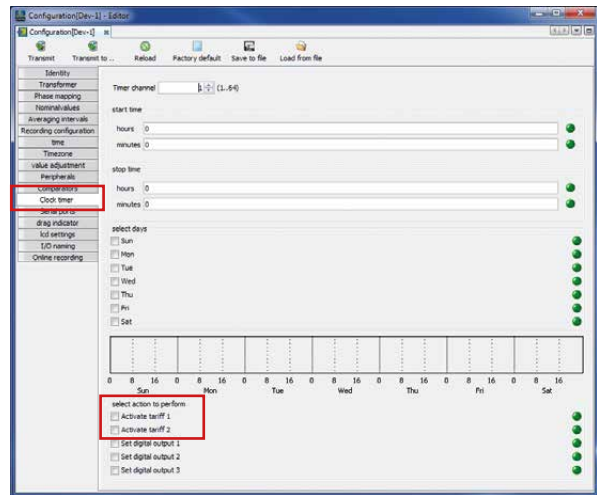 Configuration[Dev-1] - Editor
Configuration[Dev-1]
Transmit Transmit to ... Reload Factory default Save to file Load from file
Identity
Transformer
Phase mapping
Nominalvalues
Averaging intervals
Recording configuration
time
Timezone
value adjustment
Peripherals
Comparators
Clock timer
Serial ports
drag indicator
lcd settings
I/O naming
Online recording
Timer channel 1 (1..64)
start time
hours 0
minutes 0
stop time
hours 0
minutes 0
select days
Sun
Mon
Tue
Wed
Thu
Fri
Sat
0 8 16 0 8 16 0 8 16 0 8 16 0 8 16 0 8 16 0 8 16
Sun Mon Tue Wed Thu Fri Sat
select action to perform
Activate tariff 1
Activate tariff 2
Set digital output 1
Set digital output 2
Set digital output 3